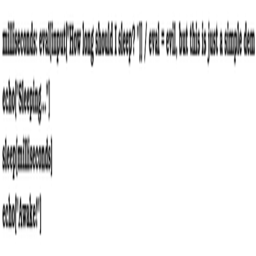 milliseconds: eval[input['How long should I sleep? "]] / eval = evil, but this is just a simple dem
echo['Sleeping..."]
sleep[milliseconds]
echo['Awake!']